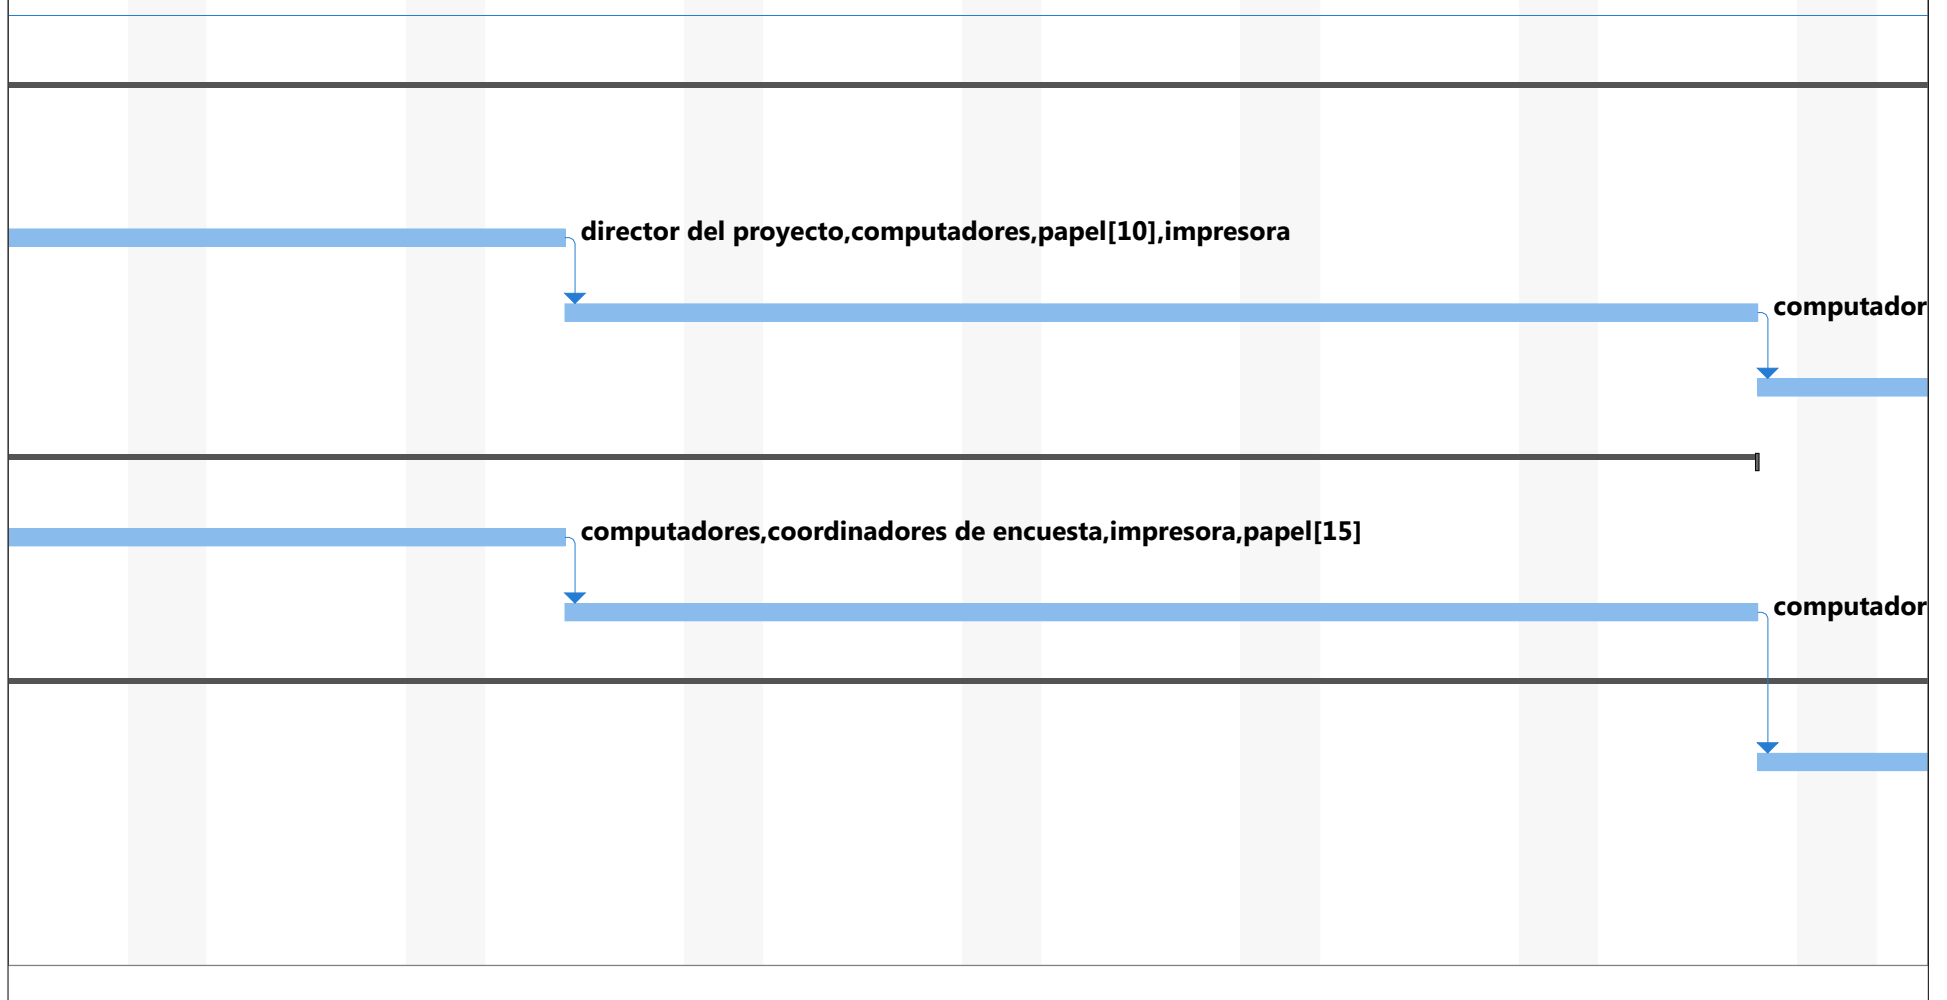 director del proyecto,computadores,papel[10],impresora
computador
computadores,coordinadores de encuesta,impresora,papel[15]
computador